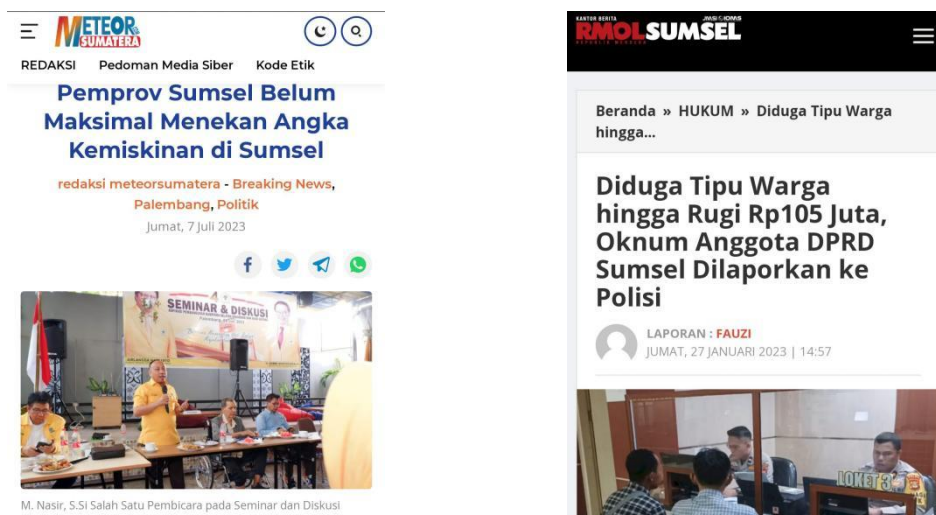 METEOR
SUMATERA
REDAKSI Pedoman Media Siber Kode Etik
Pemprov Sumsel Belum
Maksimal Menekan Angka
Kemiskinan di Sumsel
redaksi meteorsumatera - Breaking News,
Palembang, Politik
Jumat, 7 Juli 2023
SEMINAR & DISKUSI
M. Nasir, S.Si Salah Satu Pembicara pada Seminar dan Diskusi
KANTOR BERITA
RMOLSUMSEL
REPUBLIK MERDEKA
Beranda » HUKUM » Diduga Tipu Warga
hingga...
Diduga Tipu Warga
hingga Rugi Rp105 Juta,
Oknum Anggota DPRD
Sumsel Dilaporkan ke
Polisi
LAPORAN : FAUZI
JUMAT, 27 JANUARI 2023 | 14:57
LOKET 3